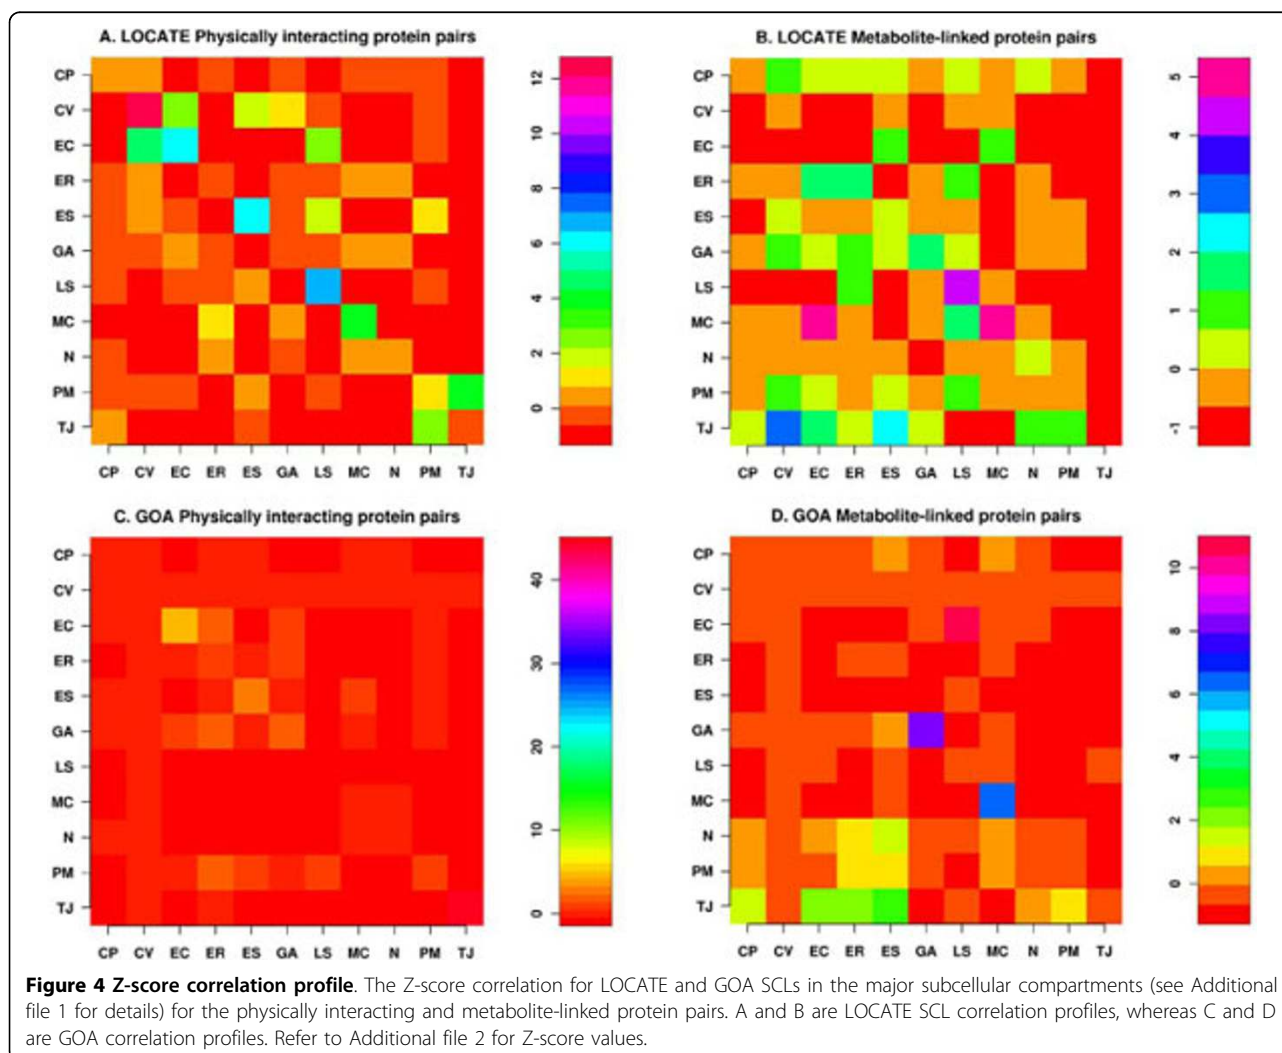 A. LOCATE Physically interacting protein pairs
CP
CV
EC
ER
ES
GA
LS
MC
N
PM
TJ
CP CV EC ER ES GA LS MC N PM TJ
12
10
8
6
4
2
0
B. LOCATE Metabolite-linked protein pairs
CP
CV
EC
ER
ES
GA
LS
MC
N
PM
TJ
CP CV EC ER ES GA LS MC N PM TJ
5
4
3
2
1
0
-1
C. GOA Physically interacting protein pairs
CP
CV
EC
ER
ES
GA
LS
MC
N
PM
TJ
CP CV EC ER ES GA LS MC N PM TJ
40
30
20
10
0
D. GOA Metabolite-linked protein pairs
CP
CV
EC
ER
ES
GA
LS
MC
N
PM
TJ
CP CV EC ER ES GA LS MC N PM TJ
10
8
6
4
2
0
Figure 4 Z-score correlation profile. The Z-score correlation for LOCATE and GOA SCLs in the major subcellular compartments (see Additional
file 1 for details) for the physically interacting and metabolite-linked protein pairs. A and B are LOCATE SCL correlation profiles, whereas C and D
are GOA correlation profiles. Refer to Additional file 2 for Z-score values.